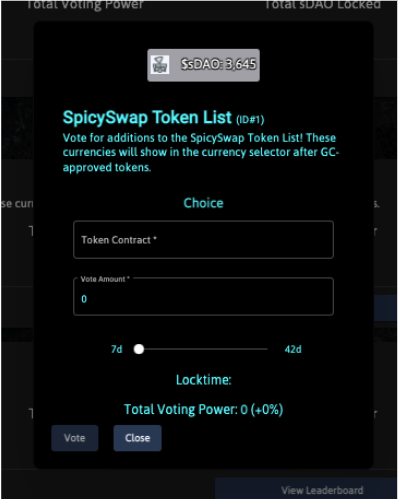 Total Voting Power Total sDAO Locked
$sDAO: 3,645
SpicySwap Token List (ID#1)
Vote for additions to the SpicySwap Token List! These
currencies will show in the currency selector after GC-
approved tokens.
se curr
s.
Choice
Token Contract *
Vote Amount *
0
7d 42d
Locktime:
Total Voting Power: 0 (+0%)
Vote Close
View Leaderboard